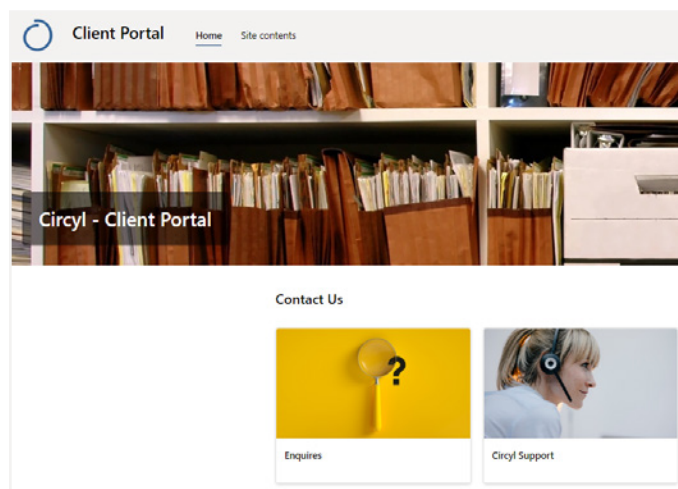 Client Portal
Home
Site contents
Circyl - Client Portal
Contact Us
?
Enquires
Circyl Support